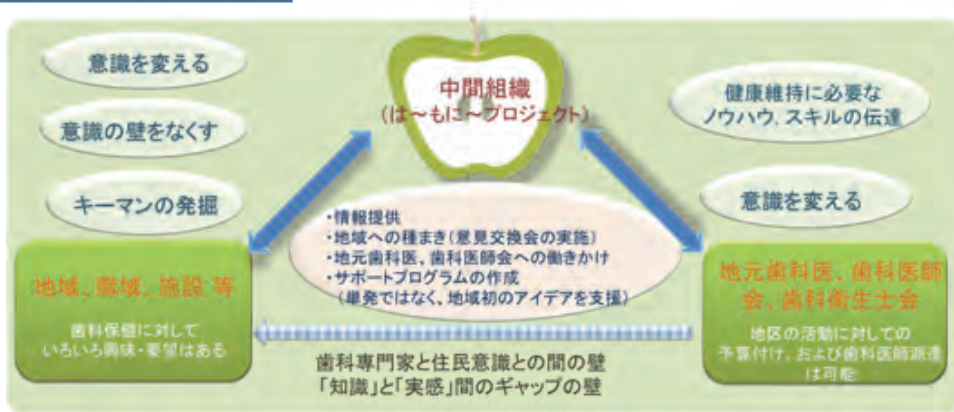 意識を変える
意識の壁をなくす
キーマンの発掘
地域、職域、施設 等
歯科保健に対して
いろいろ興味・要望はある
中間組織
(は～もに～プロジェクト)
・情報提供
・地域への種まき(意見交換会の実施)
・地元歯科医、歯科医師会への働きかけ
・サポートプログラムの作成
(単発ではなく、地域初のアイデアを支援)
歯科専門家と住民意識との間の壁
「知識」と「実感」間のギャップの壁
健康維持に必要な
ノウハウ、スキルの伝達
意識を変える
地元歯科医、歯科医師
会、歯科衛生士会
地区の活動に対しての
予算付け、および歯科医師派遣
は可能